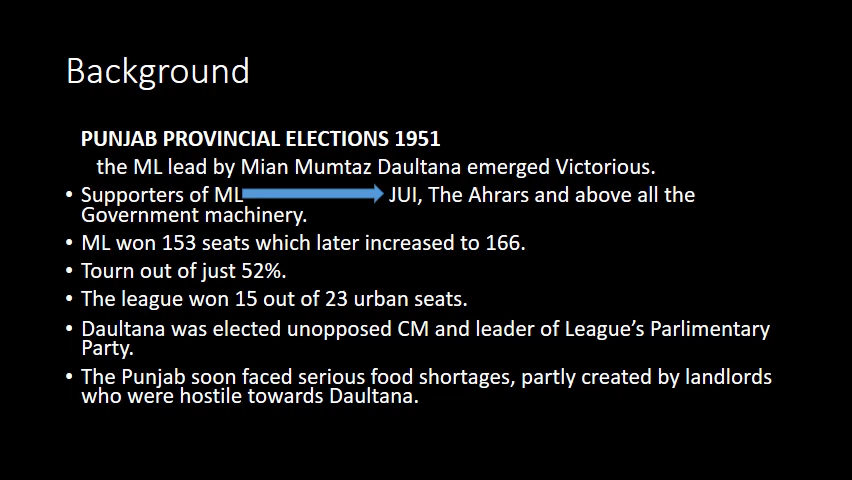 Background
PUNJAB PROVINCIAL ELECTIONS 1951
the ML lead by Mian Mumtaz Daultana emerged Victorious.
• Supporters of ML JUI, The Ahrars and above all the
Government machinery.
• ML won 153 seats which later increased to 166.
• Tourn out of just 52%.
• The league won 15 out of 23 urban seats.
• Daultana was elected unopposed CM and leader of League’s Parlimentary
Party.
• The Punjab soon faced serious food shortages, partly created by landlords
who were hostile towards Daultana.